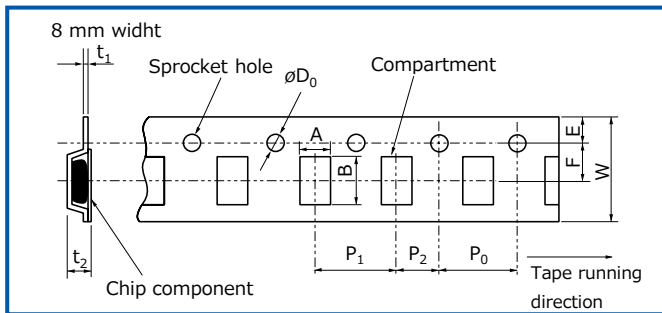 8 mm widht
t1
Sprocket hole
øD0
Compartment
A
B
E
F
W
t2
Chip component
P1
P2
P0
Tape running
direction